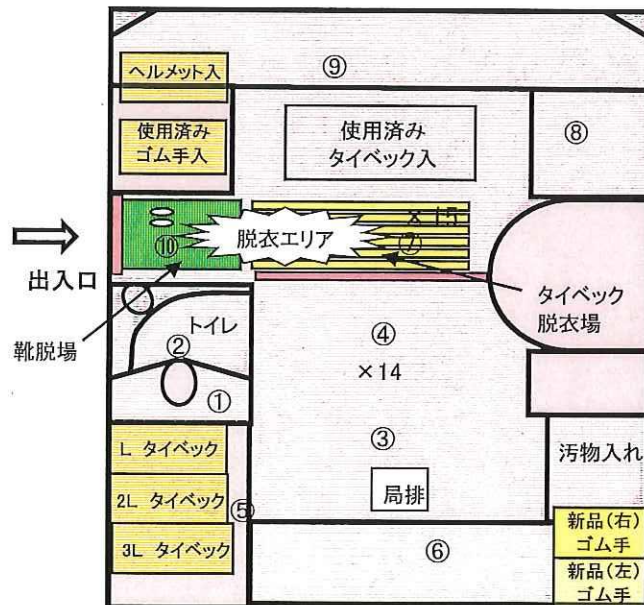 ⑨
ヘルメット入
使用済み
ゴム手入
使用済み
タイベック入
⑧
×15
脱衣エリア
⑩
⑦
出入口
靴脱場
トイレ
②
①
④
×14
タイベック
脱衣場
L タイベック
2L タイベック
3L タイベック
⑤
③
局排
⑥
汚物入れ
新品(右)
ゴム手
新品(左)
ゴム手